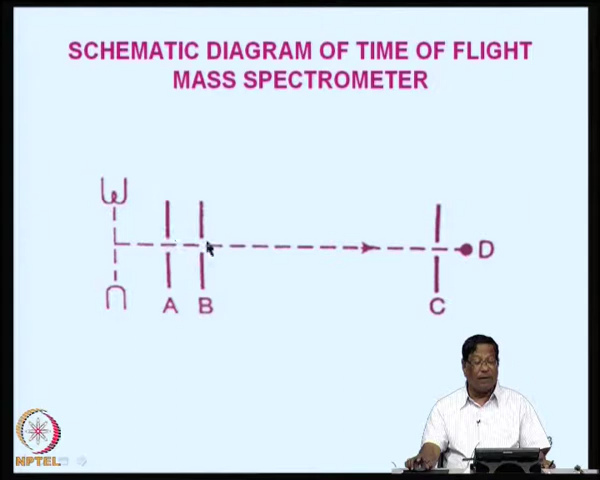 SCHEMATIC DIAGRAM OF TIME OF FLIGHT
MASS SPECTROMETER
A
B
C
D
NPTEL